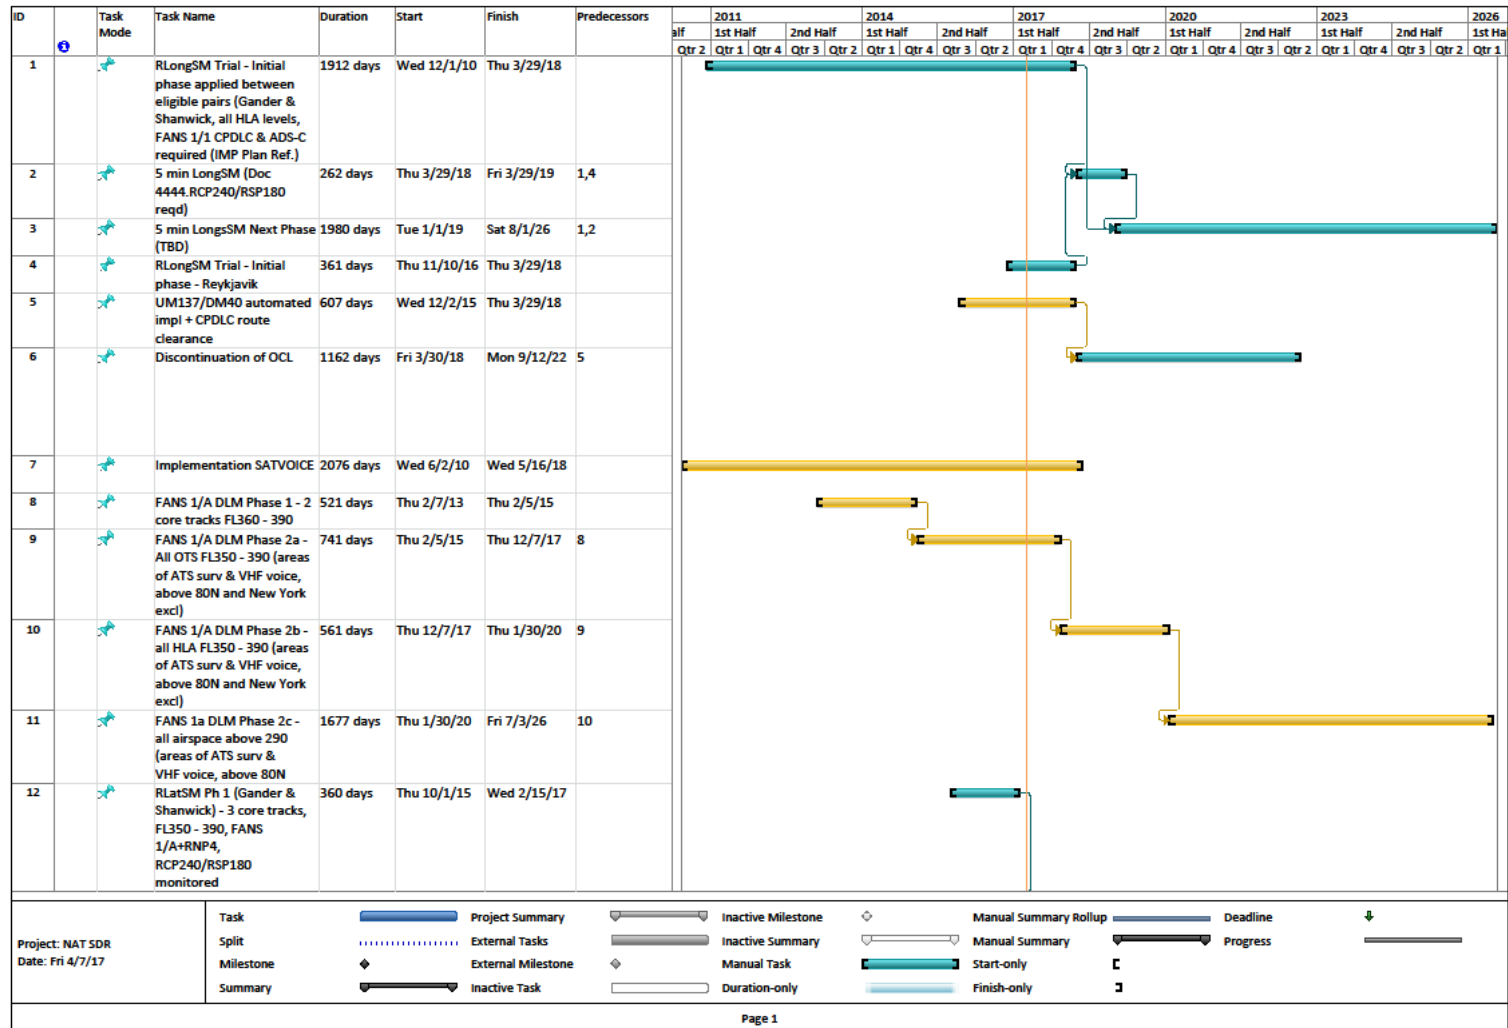 ID Task Mode Task Name Duration Start Finish Predecessors
2011 2014 2017 2020 2023 2026
alf 1st Half 2nd Half 1st Half 2nd Half 1st Half 2nd Half 1st Half 2nd Half 1st Half 2nd Half 1st Ha
Qtr 2 Qtr 1 Qtr 4 Qtr 3 Qtr 2 Qtr 1 Qtr 4 Qtr 3 Qtr 2 Qtr 1 Qtr 4 Qtr 3 Qtr 2 Qtr 1 Qtr 4 Qtr 3 Qtr 2 Qtr 1 Qtr 4 Qtr 3 Qtr 2 Qtr 1
1 RLongSM Trial - Initial 1912 days Wed 12/1/10 Thu 3/29/18
phase applied between
eligible pairs (Gander &
Shanwick, all HLA levels,
FANS 1/1 CPDLC & ADS-C
required (IMP Plan Ref.)
2 5 min LongSM (Doc 262 days Thu 3/29/18 Fri 3/29/19 1,4
4444.RCP240/RSP180
reqd)
3 5 min LongsSM Next Phase 1980 days Tue 1/1/19 Sat 8/1/26 1,2
(TBD)
4 RLongSM Trial - Initial 361 days Thu 11/10/16 Thu 3/29/18
phase - Reykjavik
5 UM137/DM40 automated 607 days Wed 12/2/15 Thu 3/29/18
impl + CPDLC route
clearance
6 Discontinuation of OCL 1162 days Fri 3/30/18 Mon 9/12/22 5
7 Implementation SATVOICE 2076 days Wed 6/2/10 Wed 5/16/18
8 FANS 1/A DLM Phase 1 - 2 521 days Thu 2/7/13 Thu 2/5/15
core tracks FL360 - 390
9 FANS 1/A DLM Phase 2a - 741 days Thu 2/5/15 Thu 12/7/17 8
All OTS FL350 - 390 (areas
of ATS surv & VHF voice,
above 80N and New York
excl)
10 FANS 1/A DLM Phase 2b - 561 days Thu 12/7/17 Thu 1/30/20 9
all HLA FL350 - 390 (areas
of ATS surv & VHF voice,
above 80N and New York
excl)
11 FANS 1a DLM Phase 2c - 1677 days Thu 1/30/20 Fri 7/3/26 10
all airspace above 290
(areas of ATS surv &
VHF voice, above 80N
12 RLatSM Ph 1 (Gander & 360 days Thu 10/1/15 Wed 2/15/17
Shanwick) - 3 core tracks,
FL350 - 390, FANS
1/A+RNP4,
RCP240/RSP180
monitored
Project: NAT SDR
Date: Fri 4/7/17
Task Project Summary Inactive Milestone Manual Summary Rollup Deadline
Split External Tasks Inactive Summary Manual Summary Progress
Milestone External Milestone Manual Task Start-only
Summary Inactive Task Duration-only Finish-only
Page 1